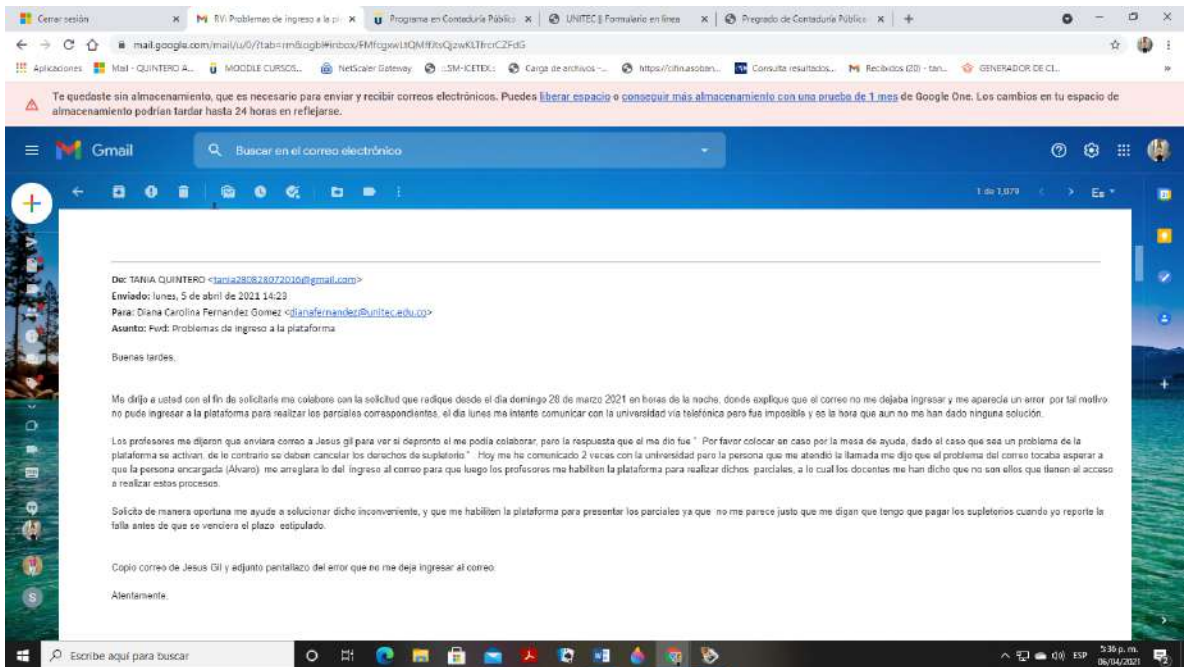 Cerrar sesión
RV: Problemas de ingreso a la pl
Programa en Contaduría Públic
UNITEC || Formulario en línea
Pregrado de Contaduría Pública
mail.google.com/mail/u/0/?tab=rm&ogbl#inbox/
Aplicaciones
Mail - QUINTERO A...
MOODLE CURSOS...
NetScaler Gateway
Carga de archivos -...
Consulta resultados...
Recibidos (20) - tan...
GENERADOR DE CI...
Te quedaste sin almacenamiento, que es necesario para enviar y recibir correos electrónicos. Puedes liberar espacio o conseguir más almacenamiento con una prueba de 1 mes de Google One. Los cambios en tu espacio de
almacenamiento podrían tardar hasta 24 horas en reflejarse.
Gmail
Buscar en el correo electrónico
1 de 1,079
De: TANIA QUINTERO <tania280828072016@gmail.com>
Enviado: lunes, 5 de abril de 2021 14:23
Para: Diana Carolina Fernandez Gomez <dianafernandez@unitec.edu.co>
Asunto: Fwd: Problemas de ingreso a la plataforma
Buenas tardes,
Me dirijo a usted con el fin de solicitarle me colabore con la solicitud que radique desde el dia domingo 28 de marzo 2021 en horas de la noche, donde explique que el correo no me dejaba ingresar y me aparecia un error por tal motivo
no pude ingresar a la plataforma para realizar los parciales correspondientes, el dia lunes me intente comunicar con la universidad via telefónica pero fue imposible y es la hora que aun no me han dado ninguna solución.
Los profesores me dijeron que enviara correo a Jesus gil para ver si depronto el me podia colaborar, pero la respuesta que el me dio fue " Por favor colocar en caso por la mesa de ayuda, dado el caso que sea un problema de la
plataforma se activan, de lo contrario se deben cancelar los derechos de supletorio" . Hoy me he comunicado 2 veces con la universidad pero la persona que me atendió la llamada me dijo que el problema del correo tocaba esperar a
que la persona encargada (Alvaro) me arreglara lo del ingreso al correo para que luego los profesores me habiliten la plataforma para realizar dichos parciales, a lo cual los docentes me han dicho que no son ellos que tienen el acceso
a realizar estos procesos.
Solicito de manera oportuna me ayude a solucionar dicho inconveniente, y que me habiliten la plataforma para presentar los parciales ya que no me parece justo que me digan que tengo que pagar los supletorios cuando yo reporte la
falla antes de que se venciera el plazo estipulado.
Copio correo de Jesus Gil y adjunto pantallazo del error que no me deja ingresar al correo
Atentamente,
Escribe aquí para buscar
ESP
5:36 p. m.
06/04/2021